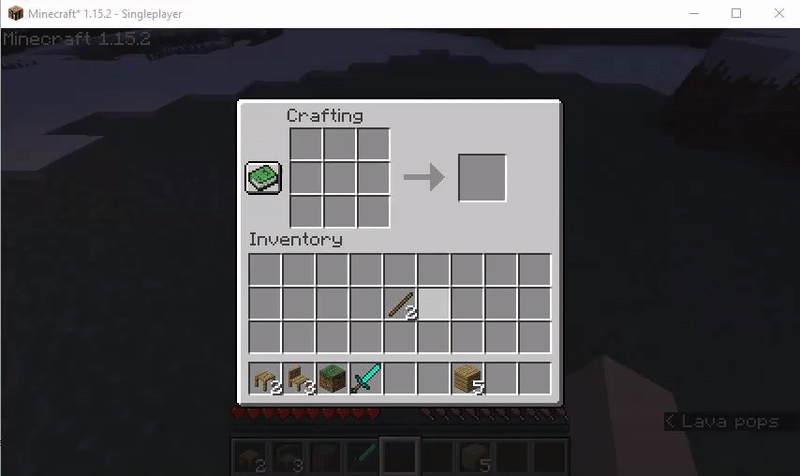 Minecraft* 1.15.2 - Singleplayer
Minecraft 1.15.2
Crafting
Inventory
2
2 3 5
< Lava pops
2 3 5